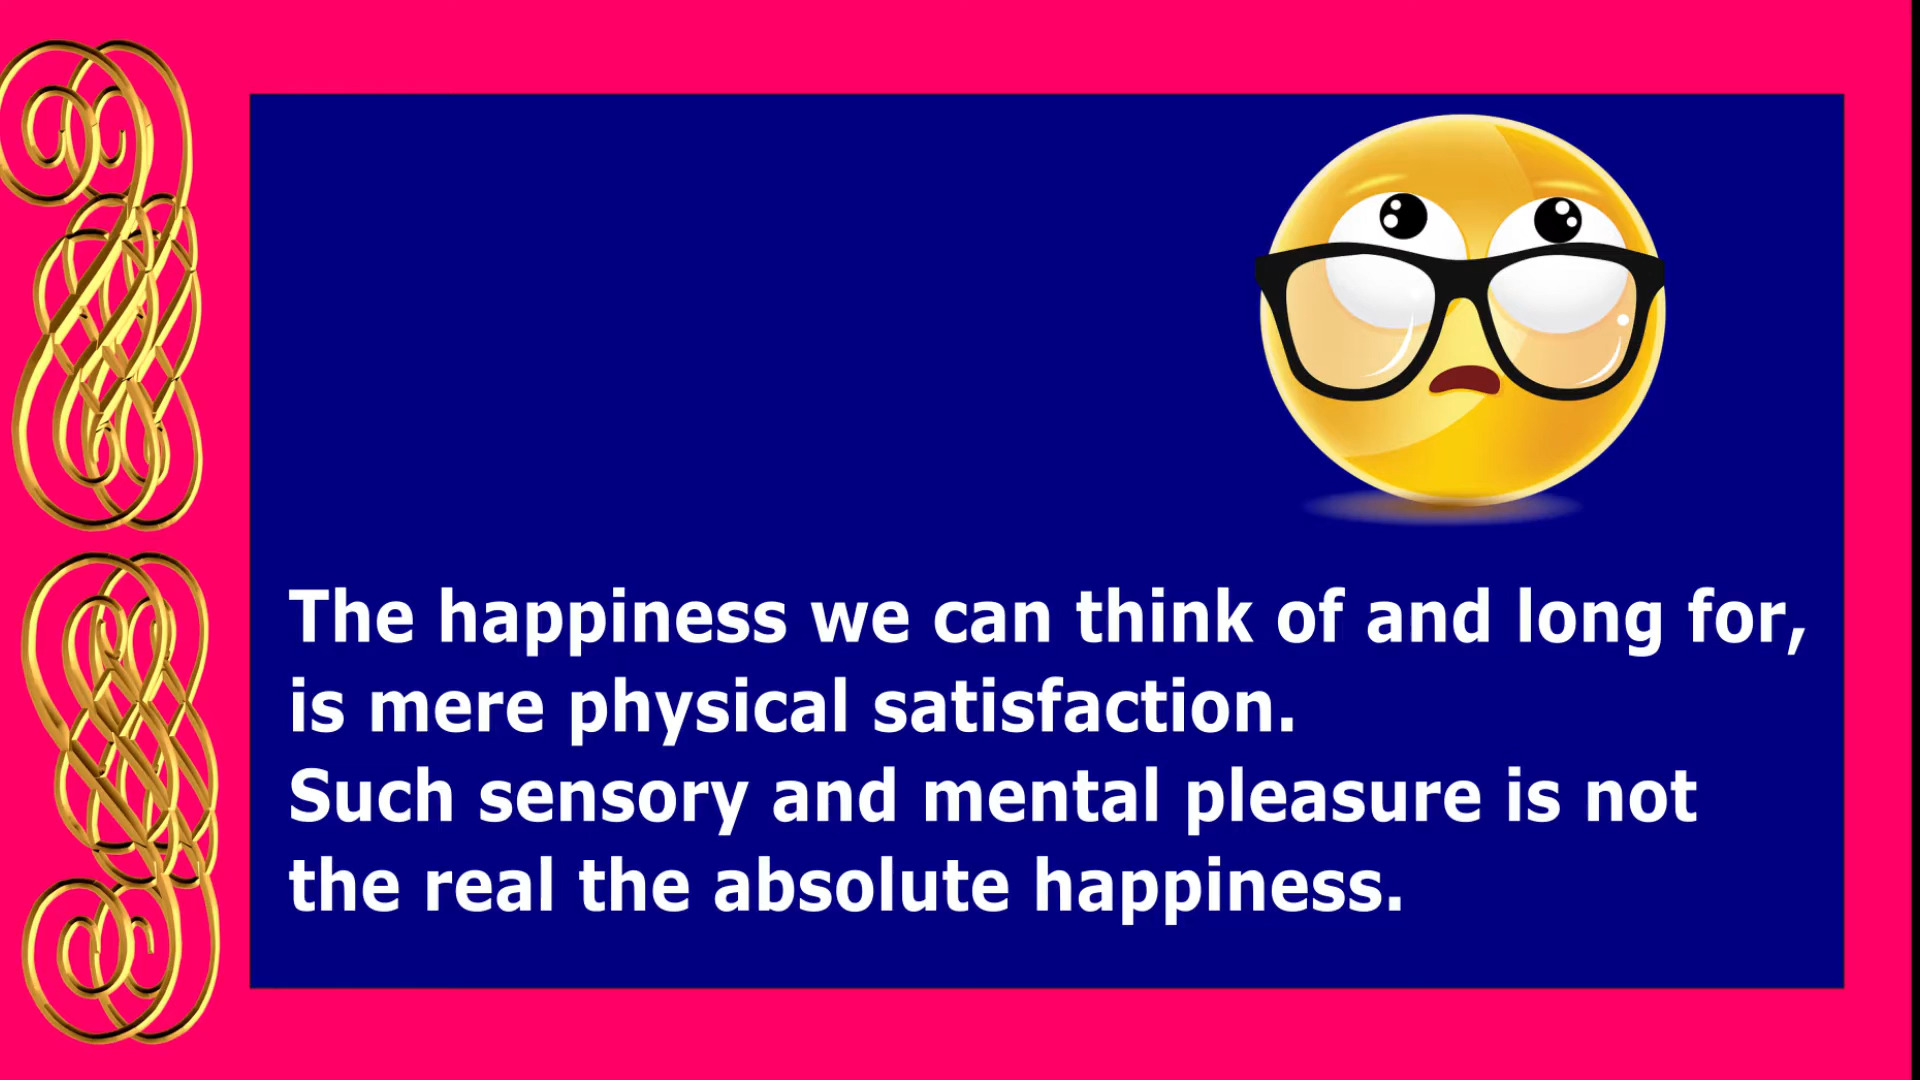 The happiness we can think of and long for,
is mere physical satisfaction.
Such sensory and mental pleasure is not
the real the absolute happiness.